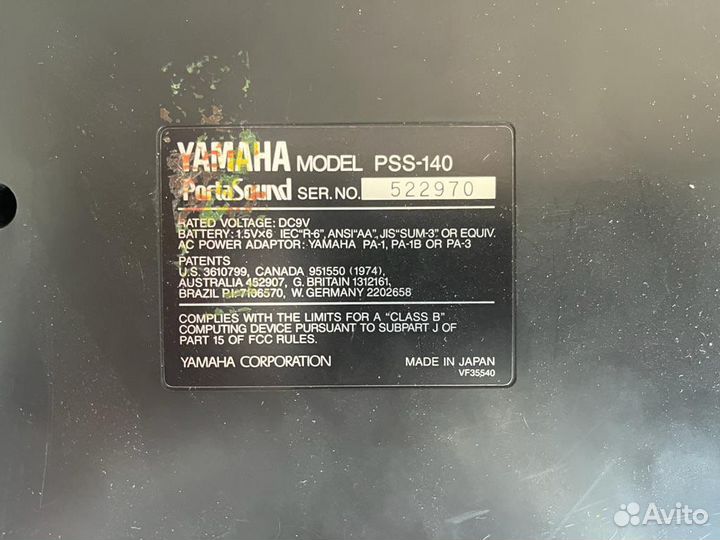 YAMAHA MODEL PSS-140
PortaSound SER. NO. 522970
RATED VOLTAGE: DC9V
BATTERY: 1.5V×6 IEC"R-6", ANSI"AA", JIS"SUM-3" OR EQUIV.
AC POWER ADAPTOR: YAMAHA PA-1, PA-1B OR PA-3
PATENTS
U.S. 3610799, CANADA 951550 (1974),
AUSTRALIA 452907, G. BRITAIN 1312161,
BRAZIL P.I. 7106570, W. GERMANY 2202658
COMPLIES WITH THE LIMITS FOR A "CLASS B"
COMPUTING DEVICE PURSUANT TO SUBPART J OF
PART 15 OF FCC RULES.
YAMAHA CORPORATION MADE IN JAPAN
VF35540
Avito